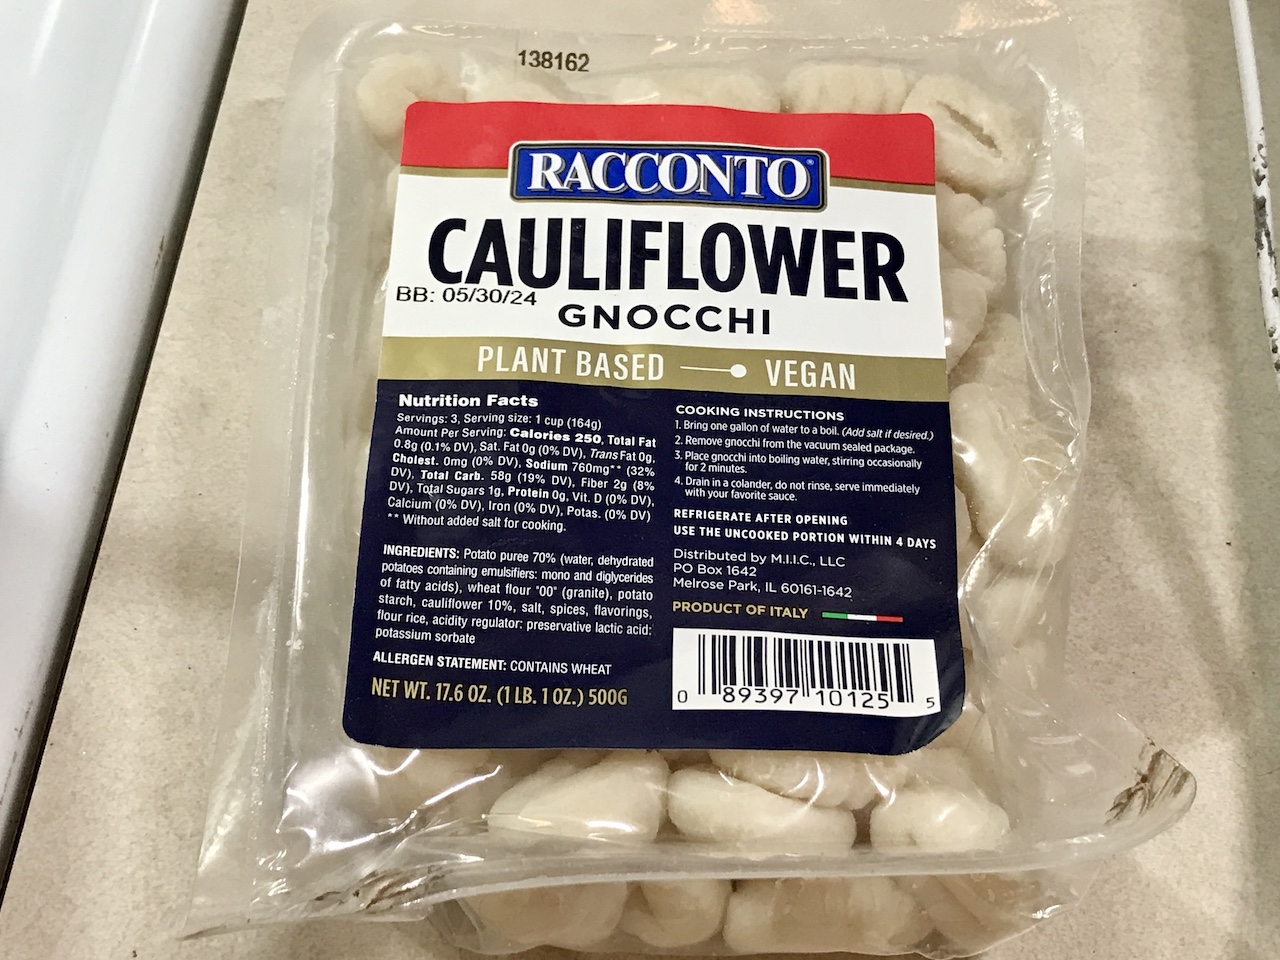 138162
RACCONTO®
CAULIFLOWER
BB: 05/30/24
GNOCCHI
PLANT BASED VEGAN
Nutrition Facts
Servings: 3, Serving size: 1 cup (164g)
Amount Per Serving: Calories 250, Total Fat
0.8g (0.1% DV), Sat. Fat 0g (0% DV), Trans Fat 0g,
Cholest. 0mg (0% DV), Sodium 760mg** (32%
DV), Total Carb. 58g (19% DV), Fiber 2g (8%
DV), Total Sugars 1g, Protein 0g, Vit. D (0% DV),
Calcium (0% DV), Iron (0% DV), Potas. (0% DV)
** Without added salt for cooking.
INGREDIENTS: Potato puree 70% (water, dehydrated
potatoes containing emulsifiers: mono and diglycerides
of fatty acids), wheat flour "00" (granite), potato
starch, cauliflower 10%, salt, spices, flavorings,
flour rice, acidity regulator: preservative lactic acid:
potassium sorbate
ALLERGEN STATEMENT: CONTAINS WHEAT
NET WT. 17.6 OZ. (1 LB. 1 OZ.) 500G
COOKING INSTRUCTIONS
1. Bring one gallon of water to a boil. (Add salt if desired.)
2. Remove gnocchi from the vacuum sealed package.
3. Place gnocchi into boiling water, stirring occasionally
for 2 minutes.
4. Drain in a colander, do not rinse, serve immediately
with your favorite sauce.
REFRIGERATE AFTER OPENING
USE THE UNCOOKED PORTION WITHIN 4 DAYS
Distributed by M.I.I.C., LLC
PO Box 1642
Melrose Park, IL 60161-1642
PRODUCT OF ITALY
0 89397 10125 5